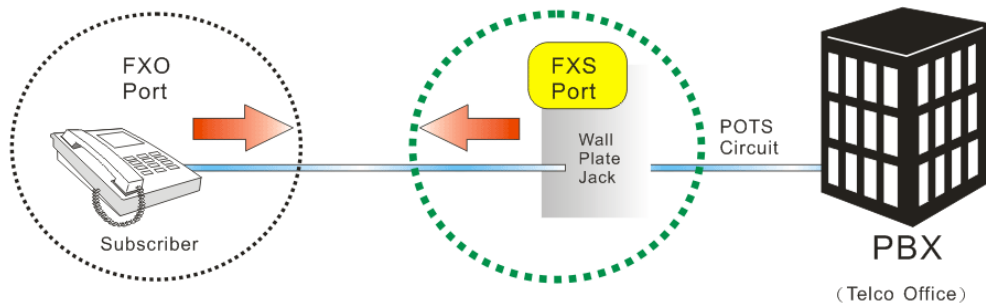 FXO
Port
Subscriber
FXS
Port
Wall
Plate
Jack
POTS
Circuit
PBX
（Telco Office）